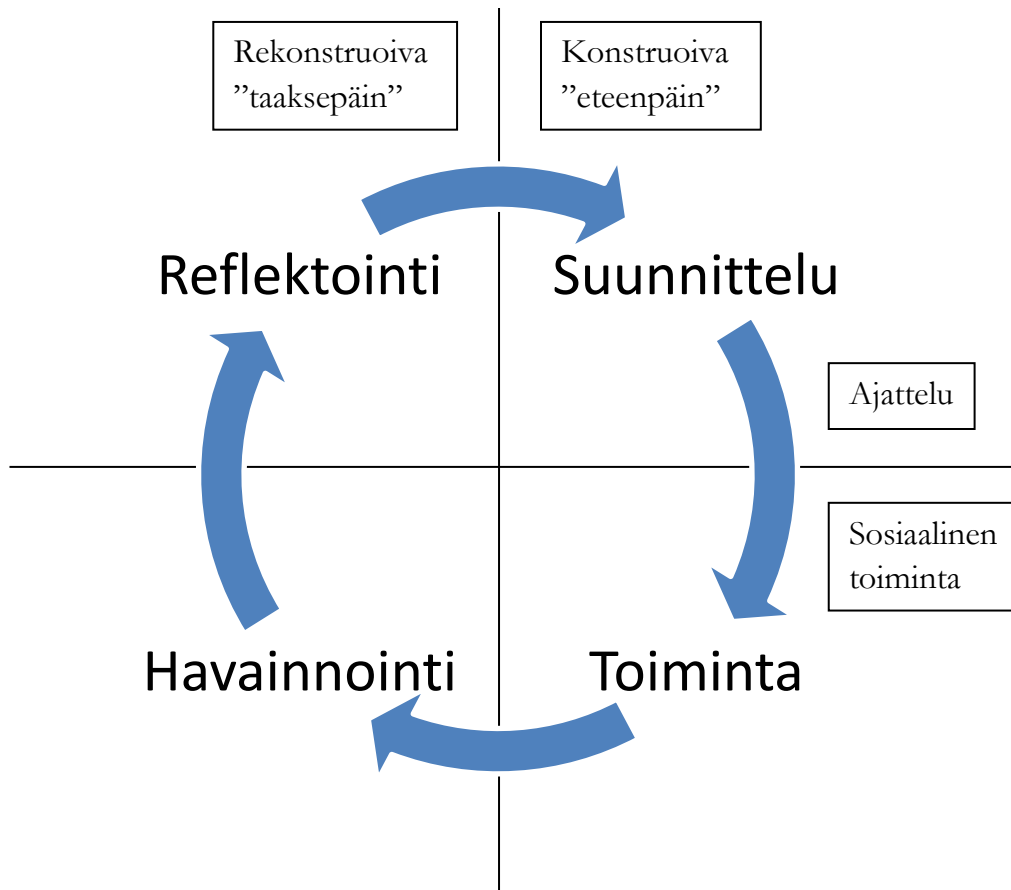 Rekonstruoiva
”taaksepäin”
Konstruoiva
”eteenpäin”
Reflektointi
Suunnittelu
Ajattelu
Sosiaalinen
toiminta
Havainnointi
Toiminta